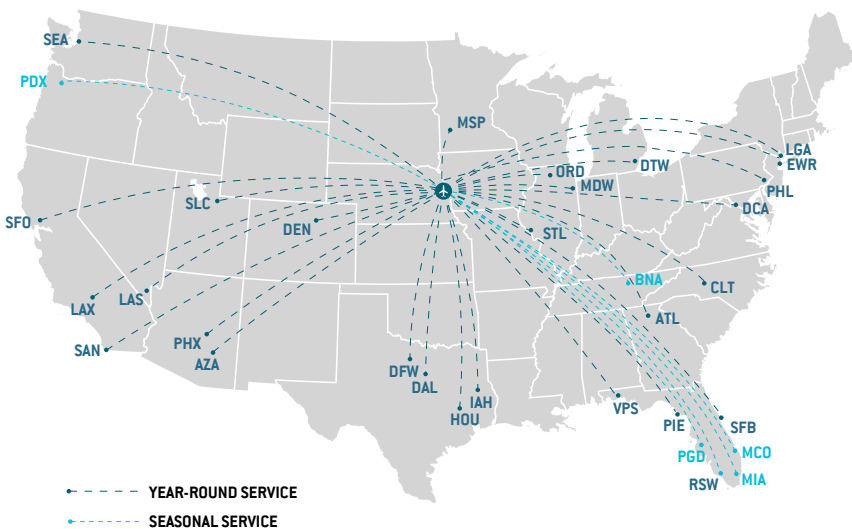 SEA
PDX
MSP
LGA
EWR
DTW
ORD
PHL
MDW
DCA
SLC
SFO
DEN
STL
BNA
CLT
LAS
LAX
ATL
PHX
SAN
AZA
DFW
DAL
IAH
HOU
VPS
PIE
SFB
PGD
MCO
RSW
MIA
YEAR-ROUND SERVICE
SEASONAL SERVICE